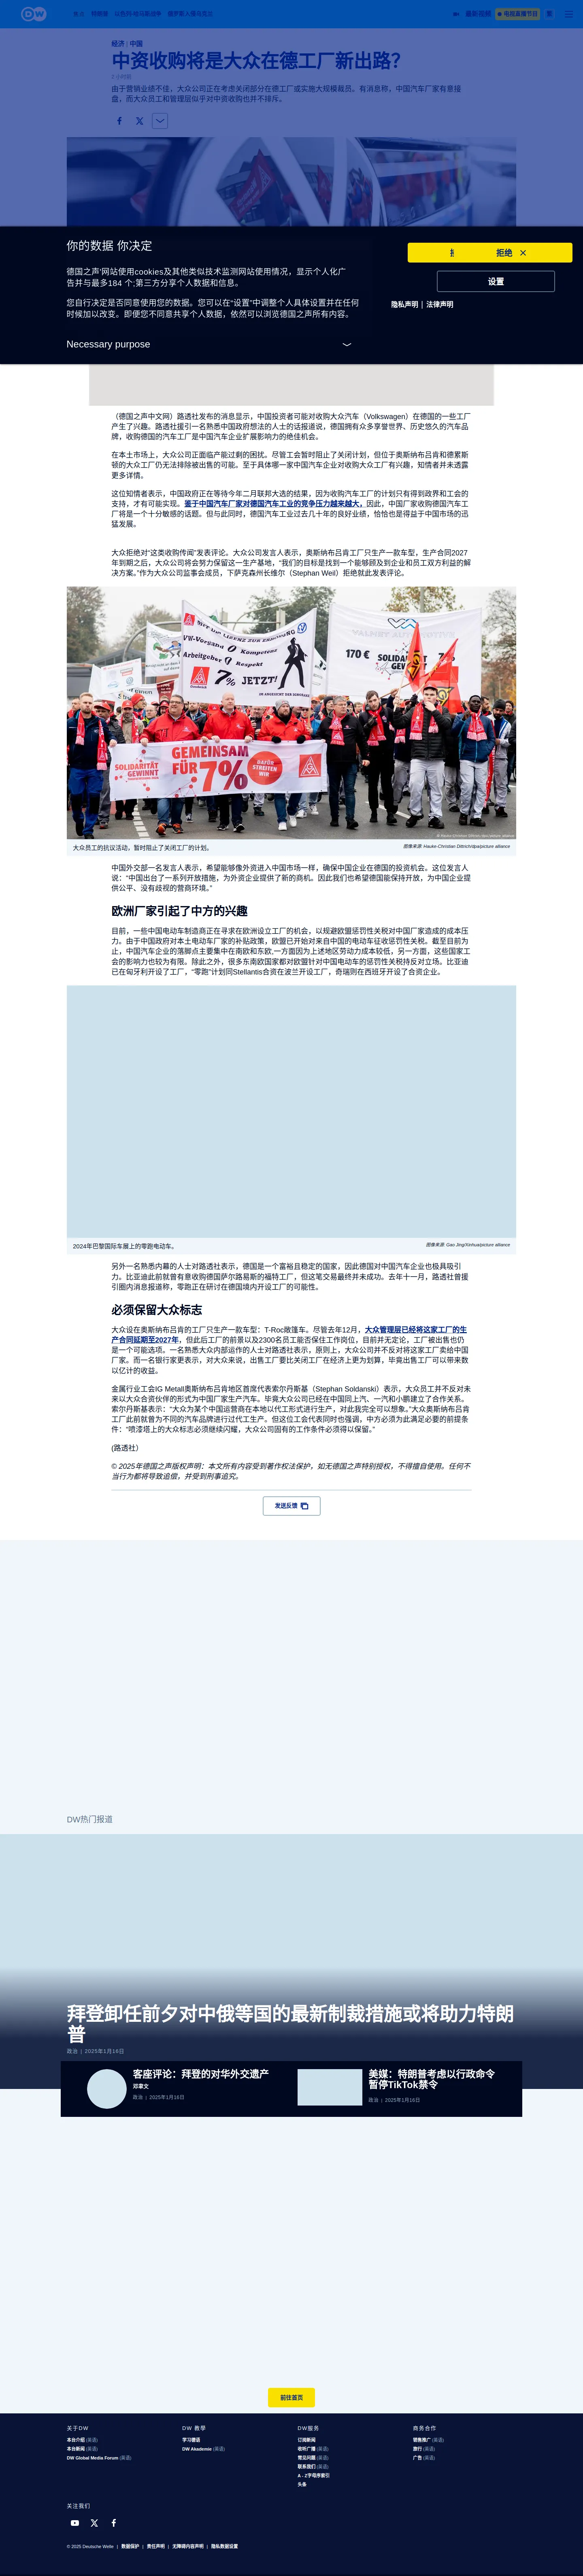 DW
特朗普
以色列哈马斯战争
俄罗斯入侵乌克兰
最新视频
电视直播节目
经济 | 中国
中资收购将是大众在德工厂新出路？
由于营销业绩不佳，大众公司正在考虑关闭部分在德工厂或实施大规模裁员。有消息称，中国汽车厂家有意接
盘，而大众员工和管理层似乎对中资收购也并不排斥。
你的数据 你决定
德国之声'网站使用cookies及其他类似技术监测网站使用情况，显示个人化广
告并与最多184 个;第三方分享个人数据和信息。
您自行决定是否同意使用您的数据。您可以在"设置"中调整个人具体设置并在任何
时候加以改变。即便您不同意共享个人数据，依然可以浏览德国之声所有内容。
Necessary purpose
拒绝
设置
隐私声明 | 法律声明
（德国之声中文网）路透社发布的消息显示，中国投资者可能对收购大众汽车（Volkswagen）在德国的一些工厂
产生了兴趣。路透社援引一名熟悉中国政府想法的人士的话报道说，德国拥有众多享誉世界、历史悠久的汽车品
牌，收购德国的汽车工厂是中国汽车企业扩展影响力的绝佳机会。
在本土市场上，大众公司正面临产能过剩的困扰。尽管工会暂时阻止了关闭计划，但位于奥斯纳布吕肯和德累斯
顿的大众工厂仍无法排除被出售的可能。至于具体哪一家中国汽车企业对收购大众工厂有兴趣，知情者并未透露
更多详情。
这位知情者表示，中国政府正在等待今年二月联邦大选的结果，因为收购汽车工厂的计划只有得到政界和工会的
支持，才有可能实现。鉴于中国汽车厂家对德国汽车工业的竞争压力越来越大，因此，中国厂家收购德国汽车工
厂将是一个十分敏感的话题。但与此同时，德国汽车工业过去几十年的良好业绩，恰恰也是得益于中国市场的迅
猛发展。
大众拒绝对"这类收购传闻"发表评论。大众公司发言人表示，奥斯纳布吕肯工厂只生产一款车型，生产合同2027
年到期之后，大众公司将会努力保留这一生产基地，"我们的目标是找到一个能够顾及到企业和员工双方利益的解
决方案。"作为大众公司监事会成员，下萨克森州长维尔（Stephan Weil）拒绝就此发表评论。
VW-Vorstand 0 Kompetenz
Arbeitgeber 0 Respekt
7% JETZT!
170 €
SOLIDARITÄT GEWINNT
GEMEINSAM FÜR 7%
DAFÜR STREITEN WIR
大众员工的抗议活动，暂时阻止了关闭工厂的计划。
图像来源: Hauke-Christian Dittrich/dpa/picture alliance
中国外交部一名发言人表示，希望能够像外资进入中国市场一样，确保中国企业在德国的投资机会。这位发言人
说："中国出台了一系列开放措施，为外资企业提供了新的商机。因此我们也希望德国能保持开放，为中国企业提
供公平、没有歧视的营商环境。"
欧洲厂家引起了中方的兴趣
目前，一些中国电动车制造商正在寻求在欧洲设立工厂的机会，以规避欧盟惩罚性关税对中国厂家造成的成本压
力。由于中国政府对本土电动车厂家的补贴政策，欧盟已开始对来自中国的电动车征收惩罚性关税。截至目前为
止，中国汽车企业的落脚点主要集中在南欧和东欧,一方面因为上述地区劳动力成本较低，另一方面，这些国家工
会的影响力也较为有限。除此之外，很多东南欧国家都对欧盟针对中国电动车的惩罚性关税持反对立场。比亚迪
已在匈牙利开设了工厂，"零跑"计划同Stellantis合资在波兰开设工厂，奇瑞则在西班牙开设了合资企业。
2024年巴黎国际车展上的零跑电动车。
图像来源: Gao Jing/Xinhua/picture alliance
另外一名熟悉内幕的人士对路透社表示，德国是一个富裕且稳定的国家，因此德国对中国汽车企业也极具吸引
力。比亚迪此前就曾有意收购德国萨尔路易斯的福特工厂，但这笔交易最终并未成功。去年十一月，路透社曾援
引圈内消息报道称，零跑正在研讨在德国境内开设工厂的可能性。
必须保留大众标志
大众设在奥斯纳布吕肯的工厂只生产一款车型：T-Roc敞篷车。尽管去年12月，大众管理层已经将这家工厂的生
产合同延期至2027年，但此后工厂的前景以及2300名员工能否保住工作岗位，目前都是无定论，工厂被出售也仍
是一个可能选项。一名熟悉大众内部运作的人士对路透社表示，原则上，大众公司并不反对将这家工厂卖给中国
厂家。而一名银行家更表示，对大众来说，出售工厂要比关闭工厂在经济上更为划算，毕竟出售工厂可以带来数
以亿计的收益。
金属行业工会IG Metall奥斯纳布吕肯地区首席代表索尔丹斯基（Stephan Soldanski）表示，大众员工并不反对未
来以大众合资伙伴的形式为中国厂家生产汽车。毕竟大众公司已经在中国同上汽、一汽和小鹏建立了合作关系。
索尔丹斯基表示："大众为某个中国运营商在本地以代工形式进行生产，对此我完全可以想象。"大众奥斯纳布吕肯
工厂此前就曾为不同的汽车品牌进行过代工生产。但这位工会代表同时也强调，中方必须为此满足必要的前提条
件："喷漆塔上的大众标志必须继续闪耀，大众公司固有的工作条件必须得以保留。"
(路透社）
© 2025年德国之声版权声明：本文所有内容受到著作权法保护，如无德国之声特别授权，不得擅自使用。任何不
当行为都将导致追偿，并受到刑事追究。
发送反馈
DW热门报道
拜登卸任前夕对中俄等国的最新制裁措施或将助力特朗
普
政治 | 2025年1月16日
客座评论：拜登的对华外交遗产
邓聿文
政治 | 2025年1月16日
美媒：特朗普考虑以行政命令
暂停TikTok禁令
政治 | 2025年1月16日
前往首页
关于DW
本台介绍 (英语)
本台新闻 (英语)
DW Global Media Forum (英语)
DW 教學
学习德语
DW Akademie (英语)
DW服务
订阅新闻
收听广播 (英语)
常见问题 (英语)
联系我们 (英语)
A - Z字母序索引
头条
商务合作
销售推广 (英语)
旅行 (英语)
广告 (英语)
关注我们
© 2025 Deutsche Welle | 数据保护 | 责任声明 | 无障碍内容声明 | 隐私数据设置